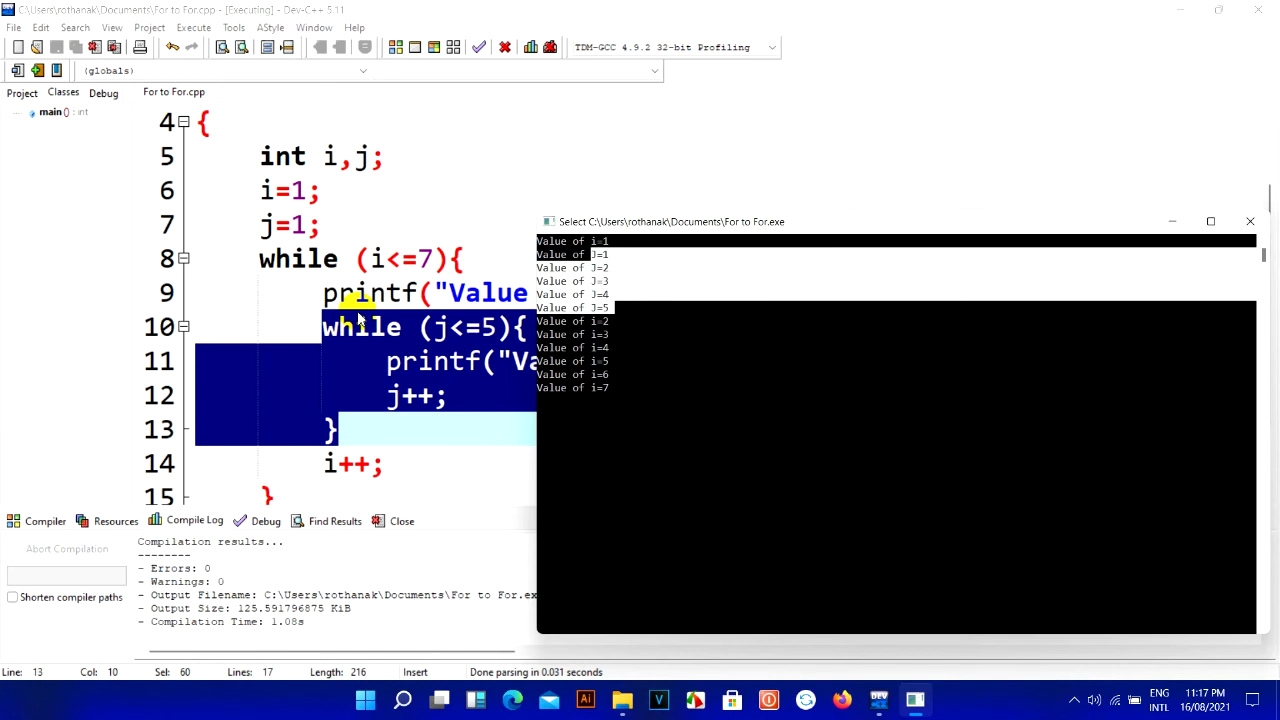 C:\Users\rothanak\Documents\For to For.cpp - [Executing] - Dev-C++ 5.11
File Edit Search View Project Execute Tools AStyle Window Help
TDM-GCC 4.9.2 32-bit Profiling
(globals)
Project Classes Debug
For to For.cpp
main() : int
4 {
5 int i,j;
6 i=1;
7 j=1;
8 while (i<=7){
9 printf("Value
10 while (j<=5){
11 printf("Va
12 j++;
13 }
14 i++;
15 }
Select C:\Users\rothanak\Documents\For to For.exe
Value of i=1
Value of J=1
Value of J=2
Value of J=3
Value of J=4
Value of J=5
Value of i=2
Value of i=3
Value of i=4
Value of i=5
Value of i=6
Value of i=7
Compiler Resources Compile Log Debug Find Results Close
Abort Compilation
Shorten compiler paths
Compilation results...
--------
- Errors: 0
- Warnings: 0
- Output Filename: C:\Users\rothanak\Documents\For to For.ex
- Output Size: 125.591796875 KiB
- Compilation Time: 1.08s
Line: 13 Col: 10 Sel: 60 Lines: 17 Length: 216 Insert Done parsing in 0.031 seconds
Ai V DEV
ENG
INTL
11:17 PM
16/08/2021